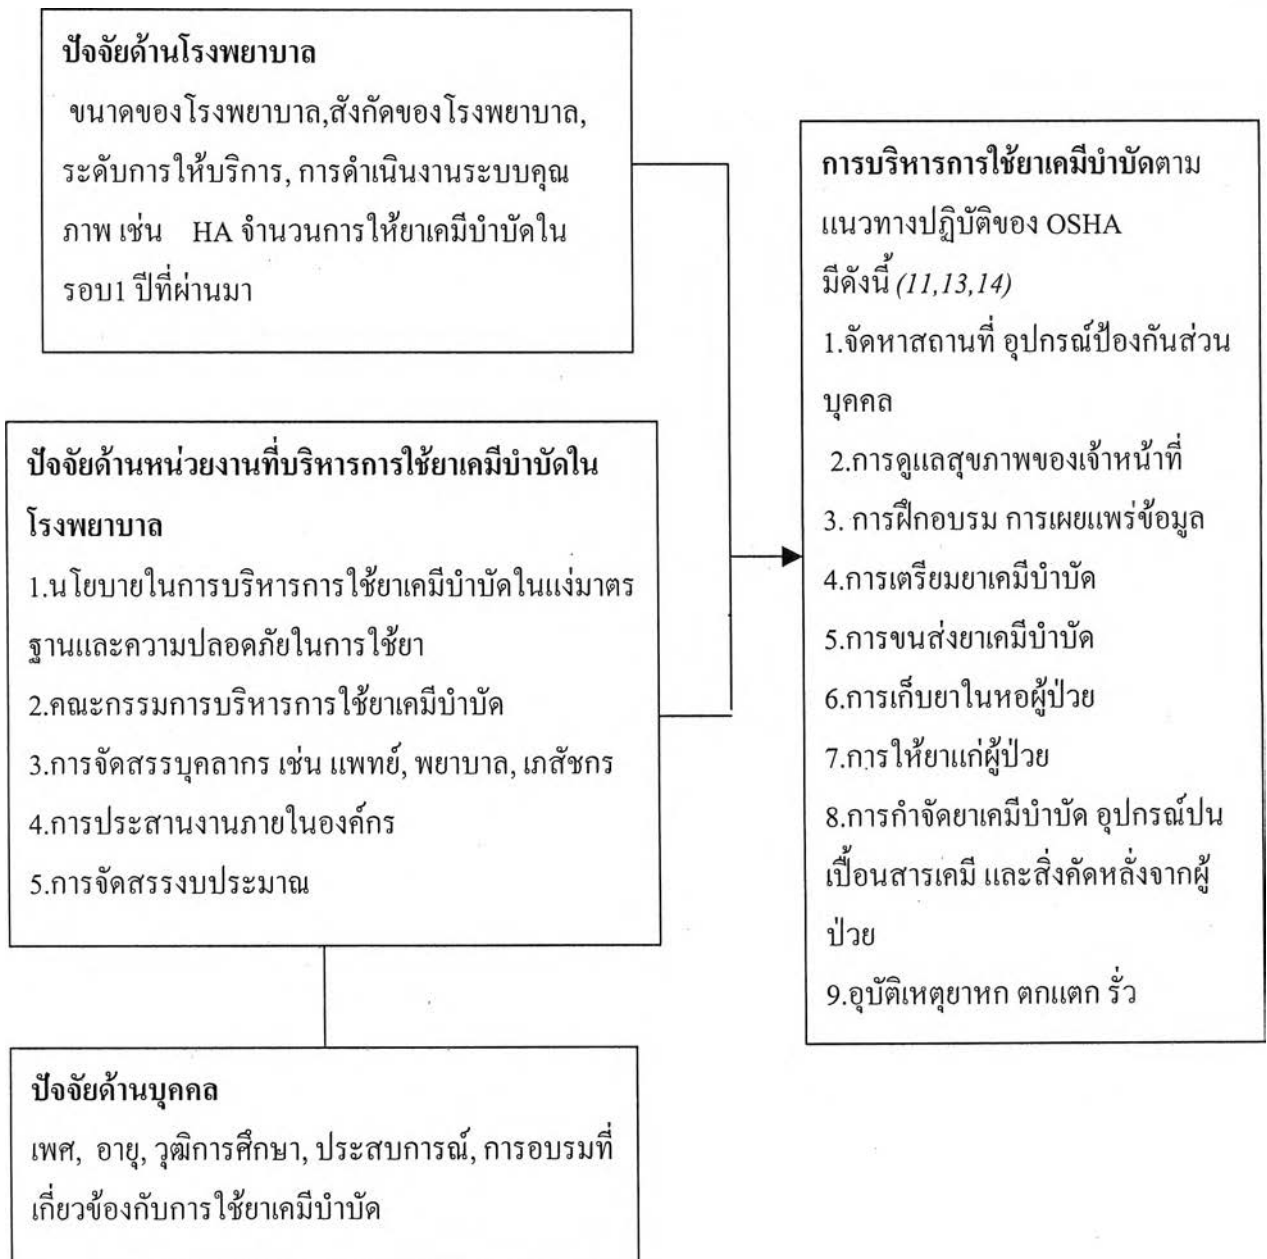 ปัจจัยด้านโรงพยาบาล
ขนาดของโรงพยาบาล,สังกัดของโรงพยาบาล,
ระดับการให้บริการ, การดำเนินงานระบบคุณ
ภาพ เช่น HA จำนวนการให้ยาเคมีบำบัดใน
รอบ1 ปีที่ผ่านมา
ปัจจัยด้านหน่วยงานที่บริหารการใช้ยาเคมีบำบัดใน
โรงพยาบาล
1.นโยบายในการบริหารการใช้ยาเคมีบำบัดในแง่มาตร
ฐานและความปลอดภัยในการใช้ยา
2.คณะกรรมการบริหารการใช้ยาเคมีบำบัด
3.การจัดสรรบุคลากร เช่น แพทย์, พยาบาล, เภสัชกร
4.การประสานงานภายในองค์กร
5.การจัดสรรงบประมาณ
ปัจจัยด้านบุคคล
เพศ, อายุ, วุฒิการศึกษา, ประสบการณ์, การอบรมที่
เกี่ยวข้องกับการใช้ยาเคมีบำบัด
การบริหารการใช้ยาเคมีบำบัดตาม
แนวทางปฏิบัติของ OSHA
มีดังนี้ (11,13,14)
1.จัดหาสถานที่ อุปกรณ์ป้องกันส่วน
บุคคล
2.การดูแลสุขภาพของเจ้าหน้าที่
3. การฝึกอบรม การเผยแพร่ข้อมูล
4.การเตรียมยาเคมีบำบัด
5.การขนส่งยาเคมีบำบัด
6.การเก็บยาในหอผู้ป่วย
7.การให้ยาแก่ผู้ป่วย
8.การกำจัดยาเคมีบำบัด อุปกรณ์ปน
เปื้อนสารเคมี และสิ่งคัดหลั่งจากผู้
ป่วย
9.อุบัติเหตุยาหก ตกแตก รั่ว